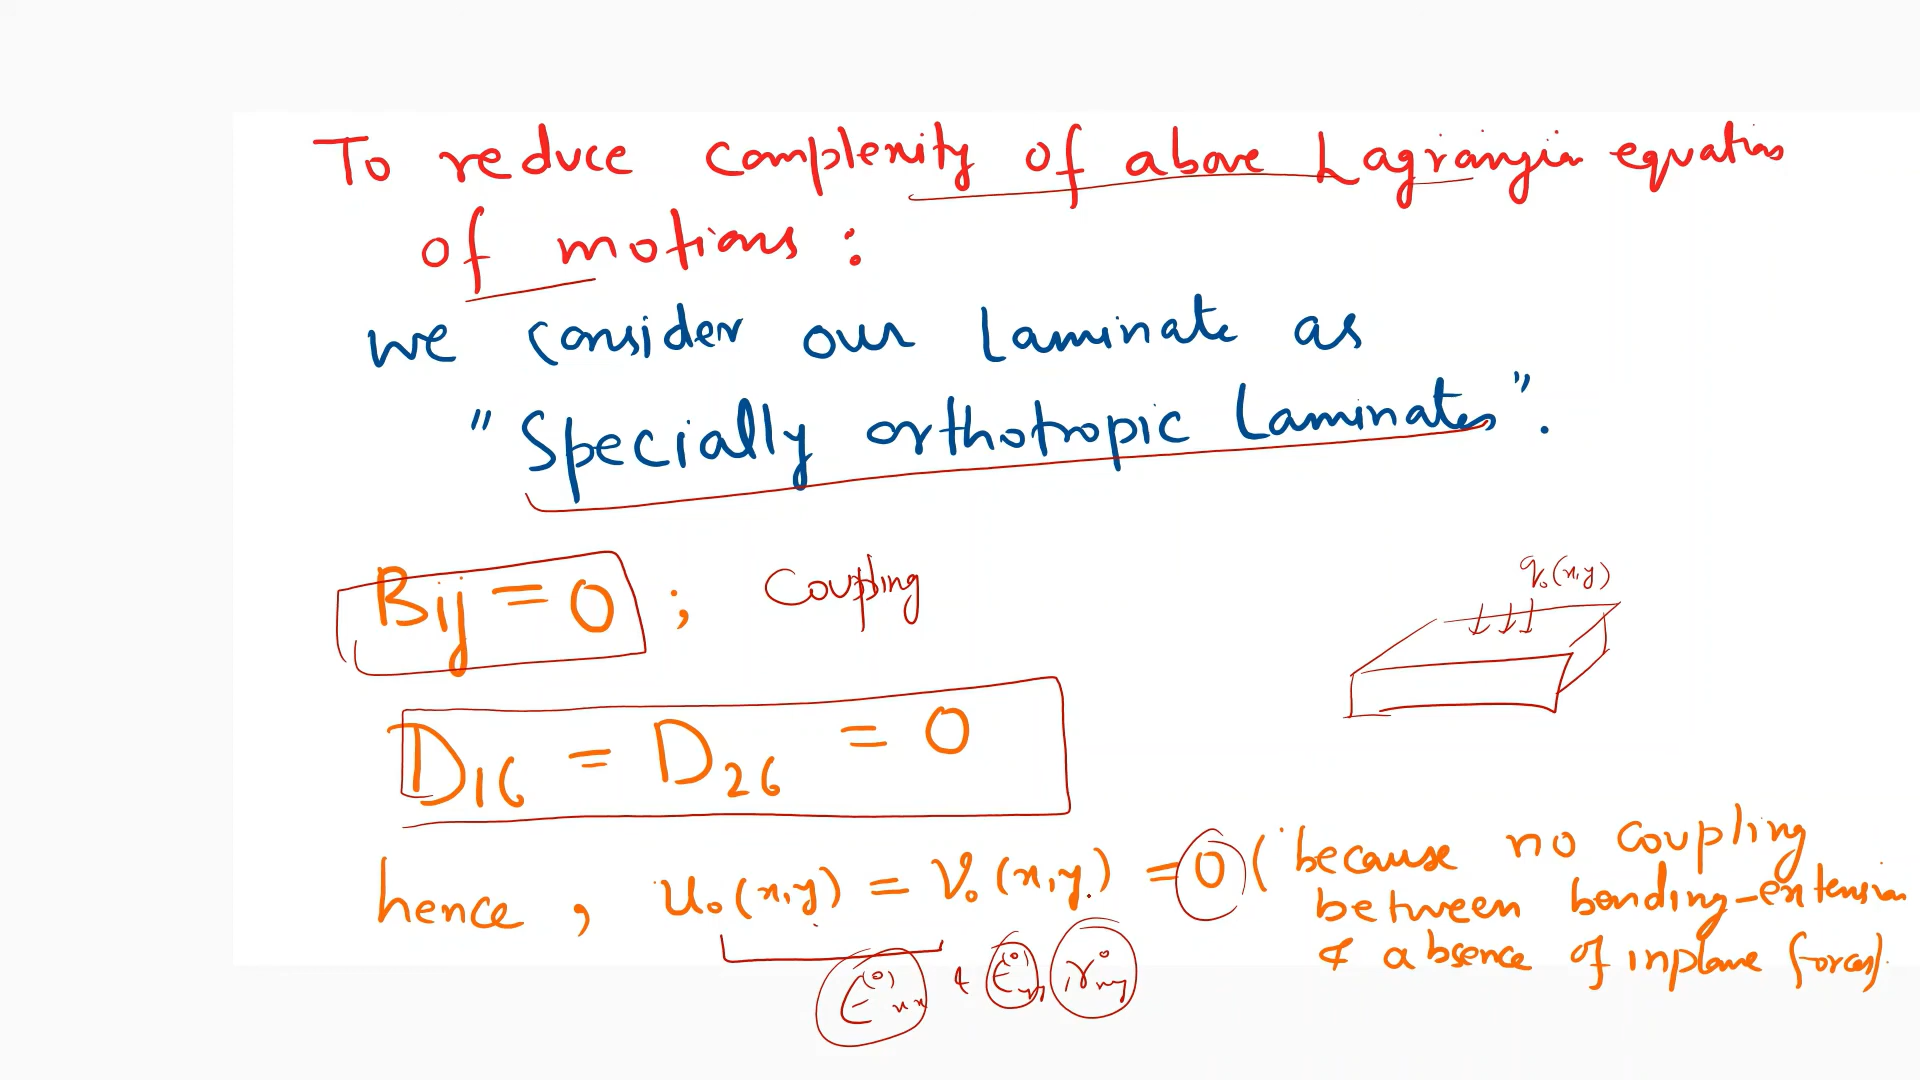 To reduce complexity of above Lagrangian equations
of motions :
we consider our laminate as
"Specially orthotropic Laminates".
Bij = 0 ; Coupling
q₀(x,y)
D16 = D26 = 0
hence, u₀(x,y) = v₀(x,y) = 0 (because no coupling
between bending-extension
& absence of inplane forces).
ε⁽⁰⁾xx & ε⁽⁰⁾yy γ⁰xy